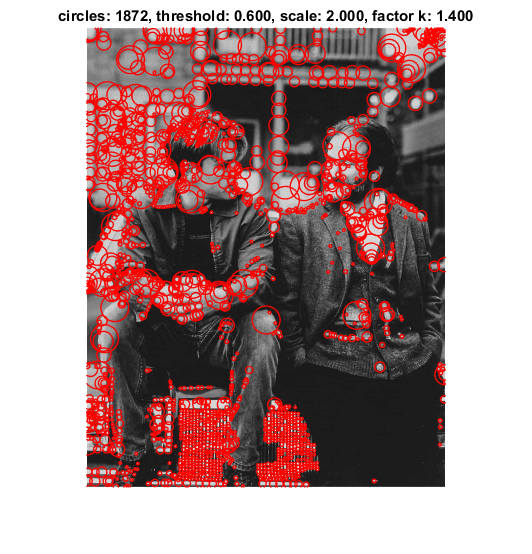 circles: 1872, threshold: 0.600, scale: 2.000, factor k: 1.400